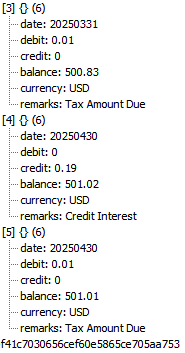 [3] {} (6)
date: 20250331
debit: 0.01
credit: 0
balance: 500.83
currency: USD
remarks: Tax Amount Due
[4] {} (6)
date: 20250430
debit: 0
credit: 0.19
balance: 501.02
currency: USD
remarks: Credit Interest
[5] {} (6)
date: 20250430
debit: 0.01
credit: 0
balance: 501.01
currency: USD
remarks: Tax Amount Due
f41c7030656cef60e5865ce705aa753